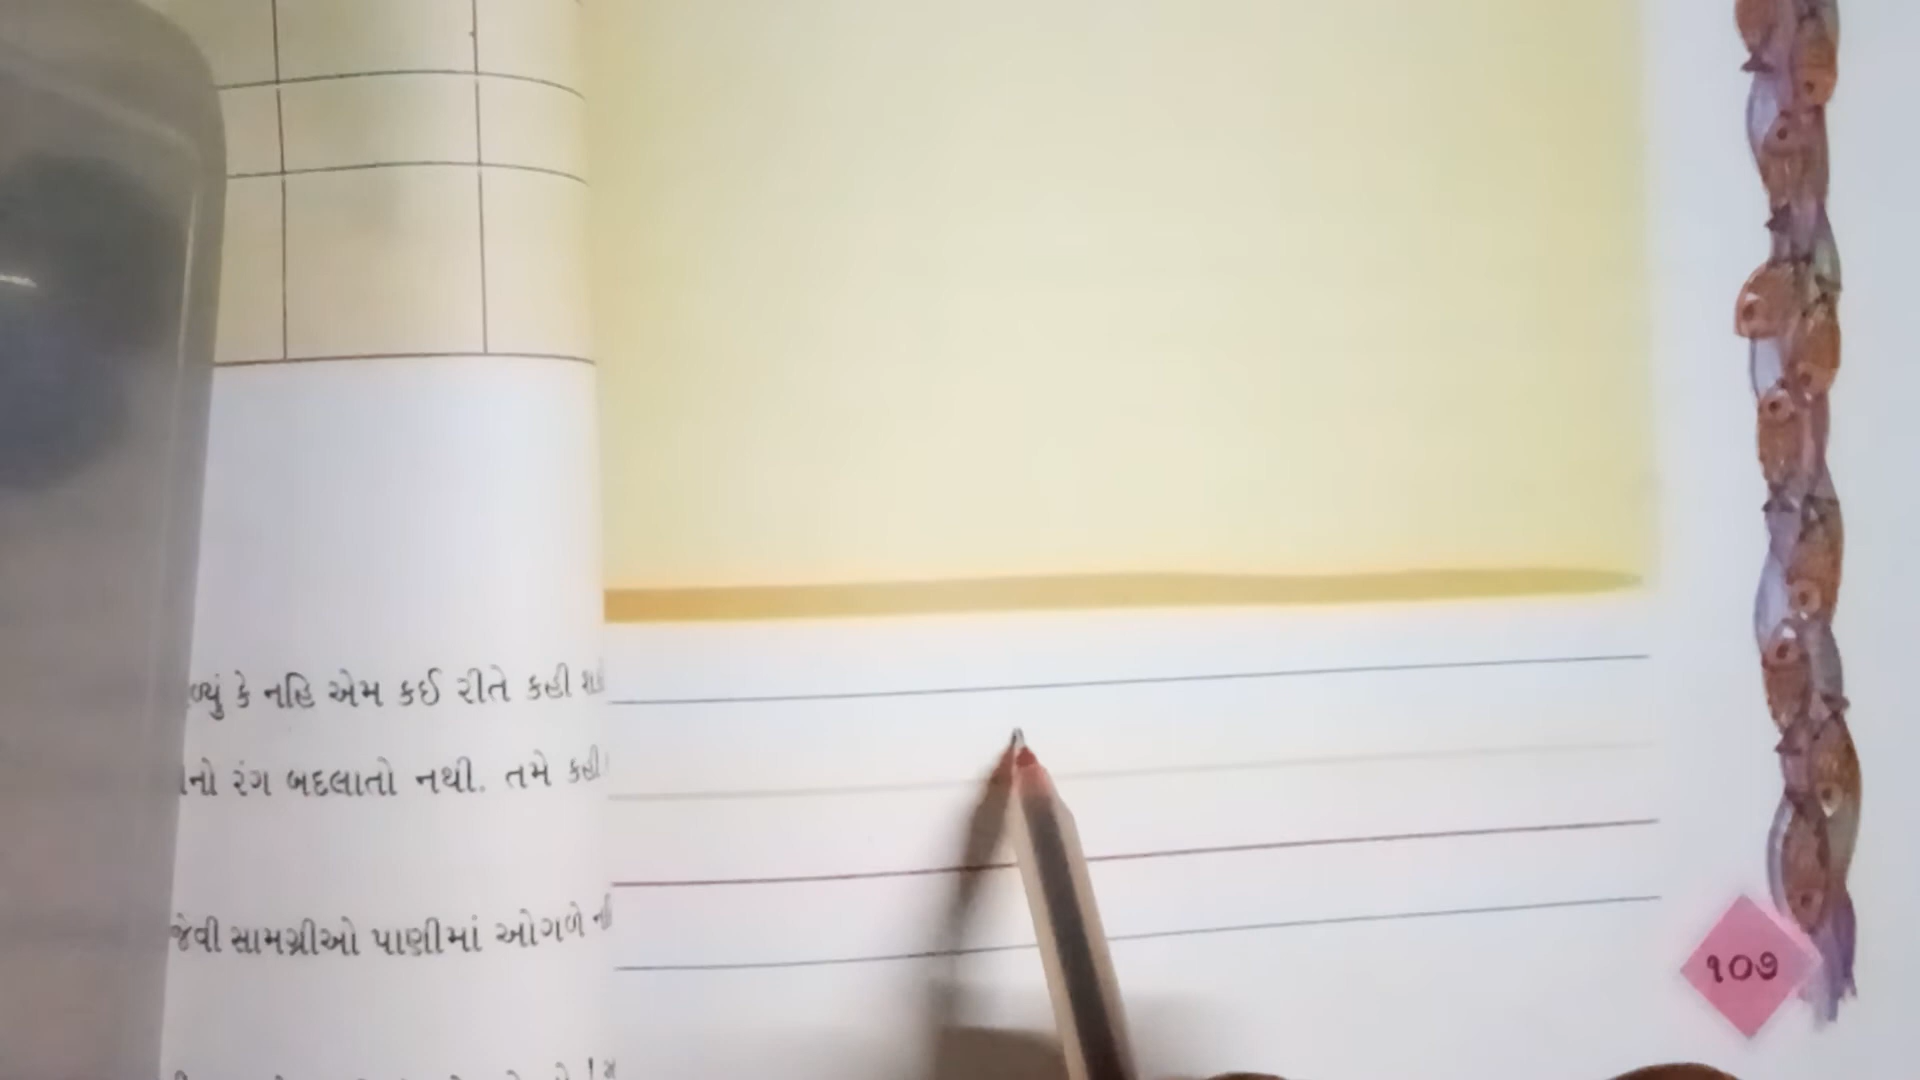 કે નહિ એમ કઈ રીતે કહી
રંગ બદલાતો નથી. તમે કહી
જેવી સામગ્રીઓ પાણીમાં ઓગળે
૧૦૭